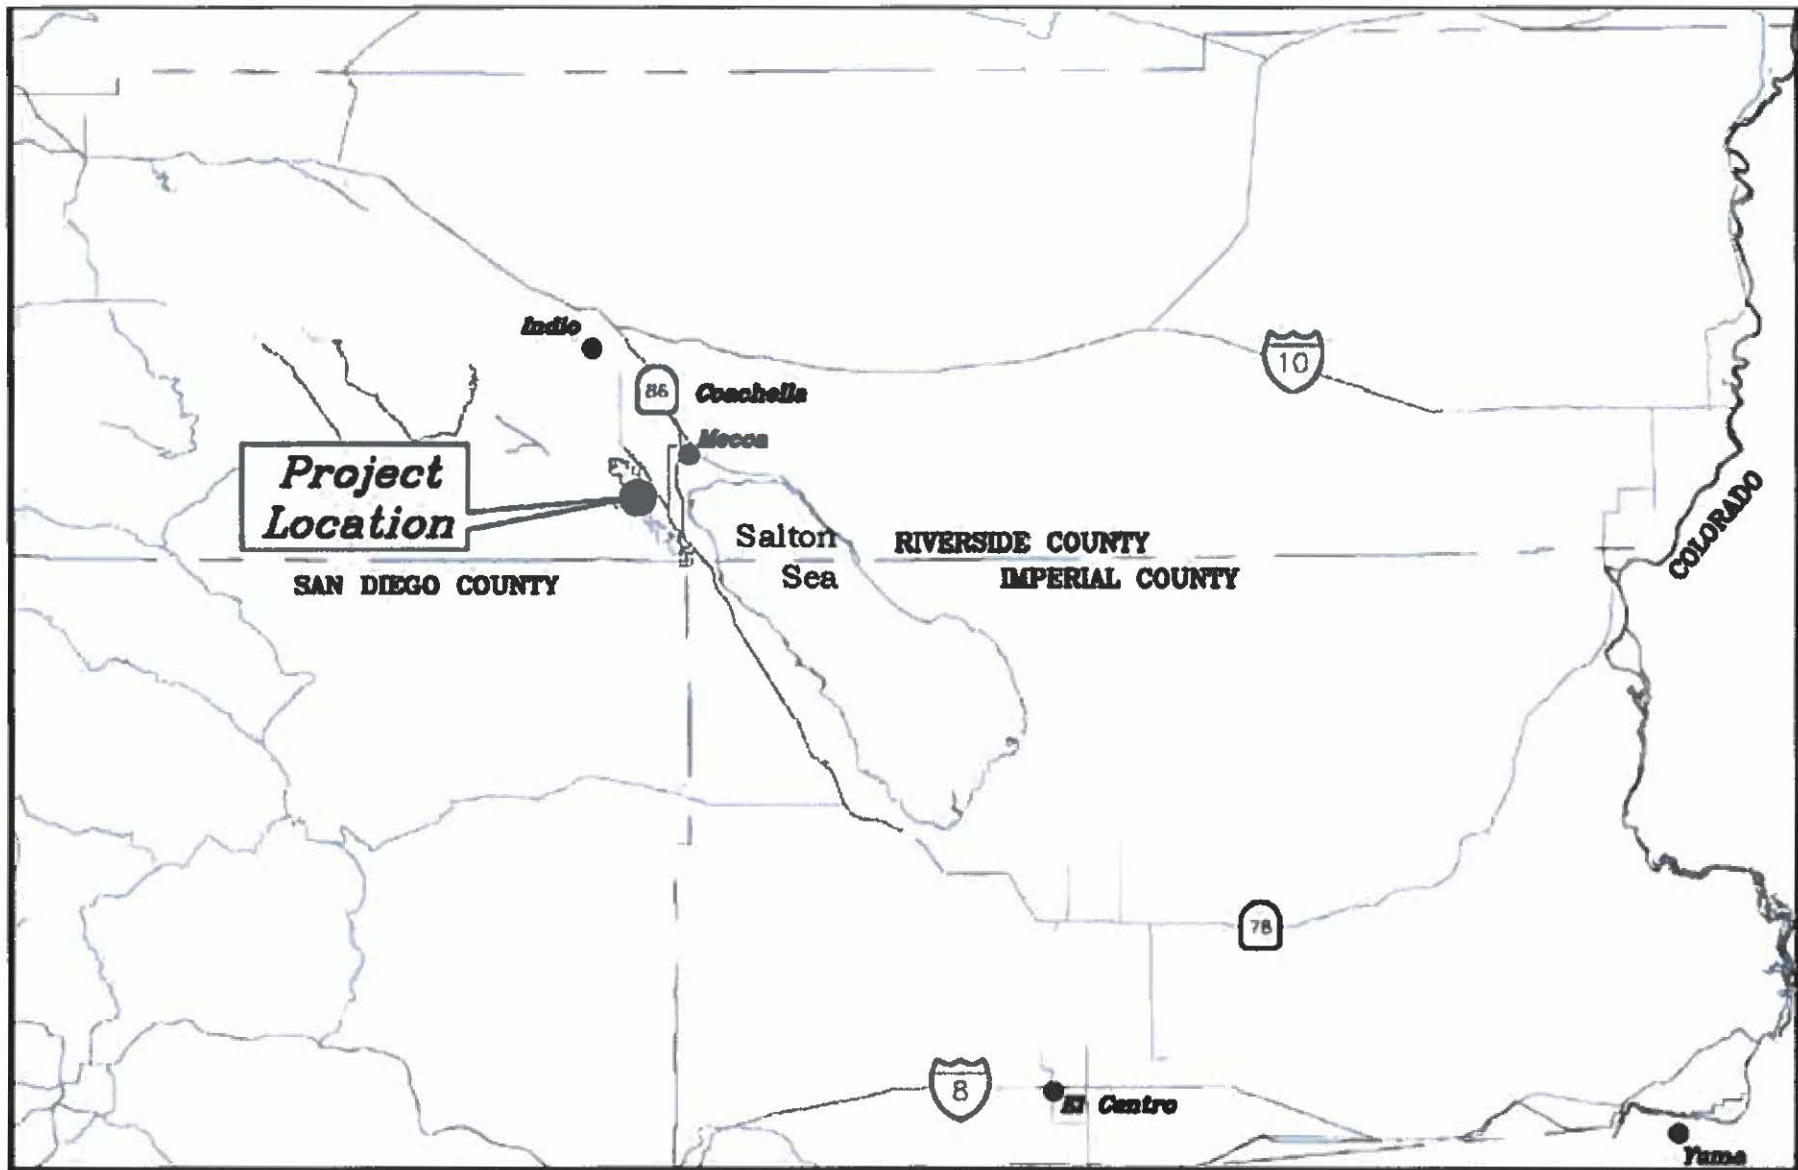 Indio
10
86
Coachella
Mecca
Project
Location
Salton
Sea
RIVERSIDE COUNTY
IMPERIAL COUNTY
SAN DIEGO COUNTY
COLORADO
78
8
El Centro
Yuma